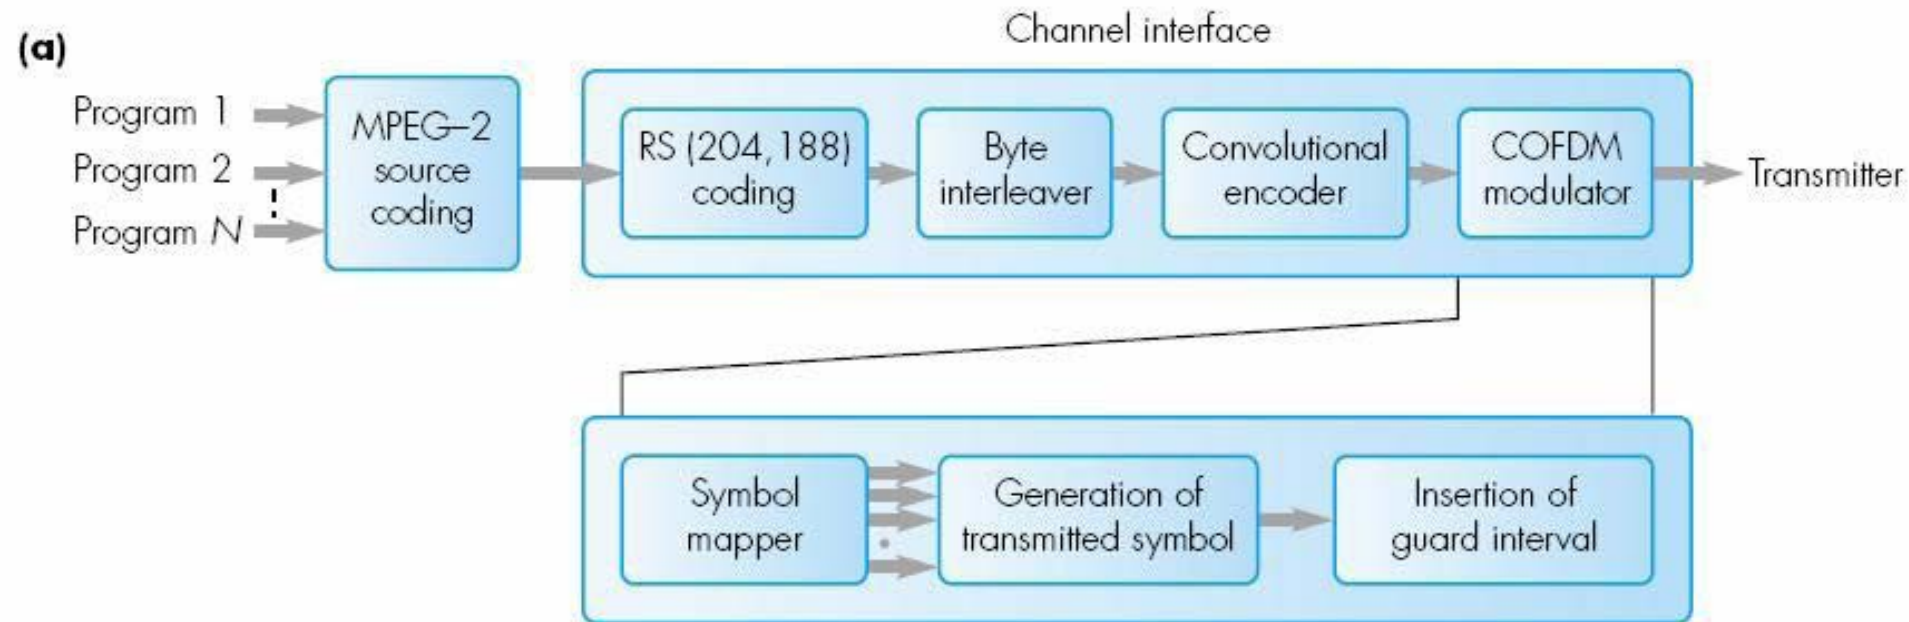 (a)
Channel interface
Program 1
Program 2
Program N
MPEG–2
source
coding
RS (204,188)
coding
Byte
interleaver
Convolutional
encoder
COFDM
modulator
Transmitter
Symbol
mapper
Generation of
transmitted symbol
Insertion of
guard interval